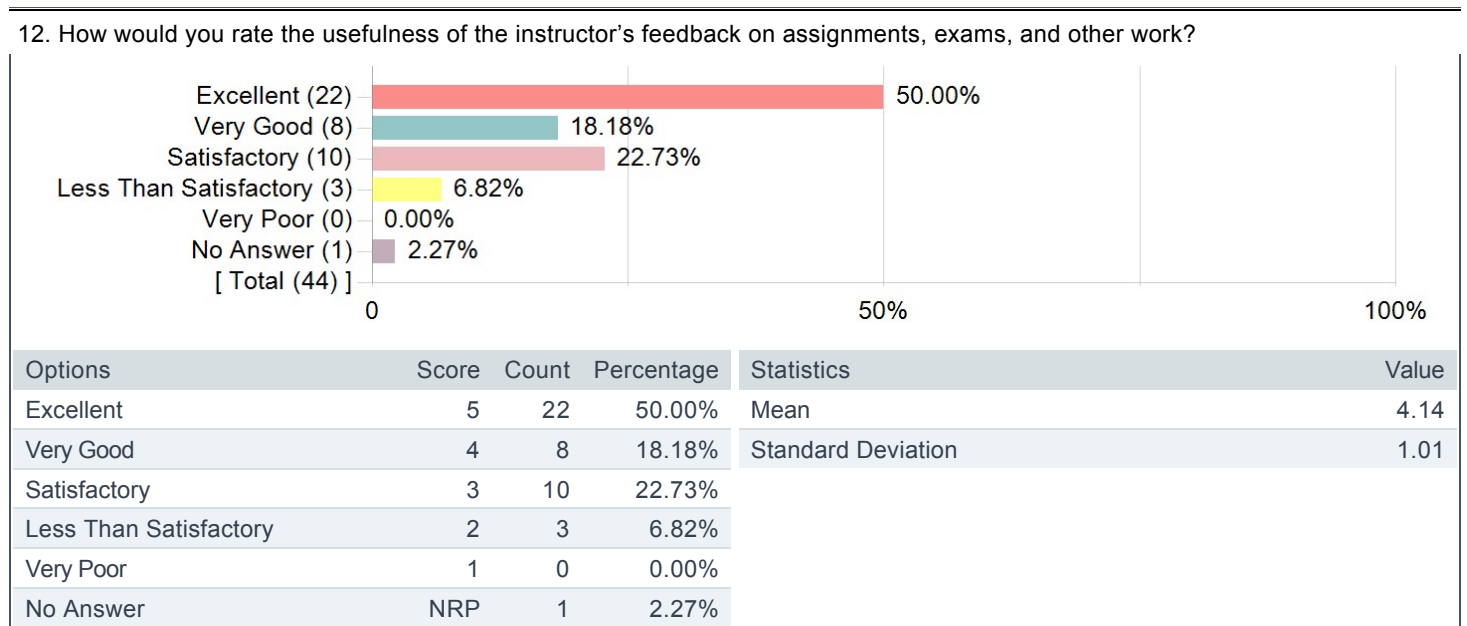 12. How would you rate the usefulness of the instructor’s feedback on assignments, exams, and other work?
Excellent (22) 50.00%
Very Good (8) 18.18%
Satisfactory (10) 22.73%
Less Than Satisfactory (3) 6.82%
Very Poor (0) 0.00%
No Answer (1) 2.27%
[ Total (44) ]
0 50% 100%
Options Score Count Percentage
Excellent 5 22 50.00%
Very Good 4 8 18.18%
Satisfactory 3 10 22.73%
Less Than Satisfactory 2 3 6.82%
Very Poor 1 0 0.00%
No Answer NRP 1 2.27%
Statistics Value
Mean 4.14
Standard Deviation 1.01